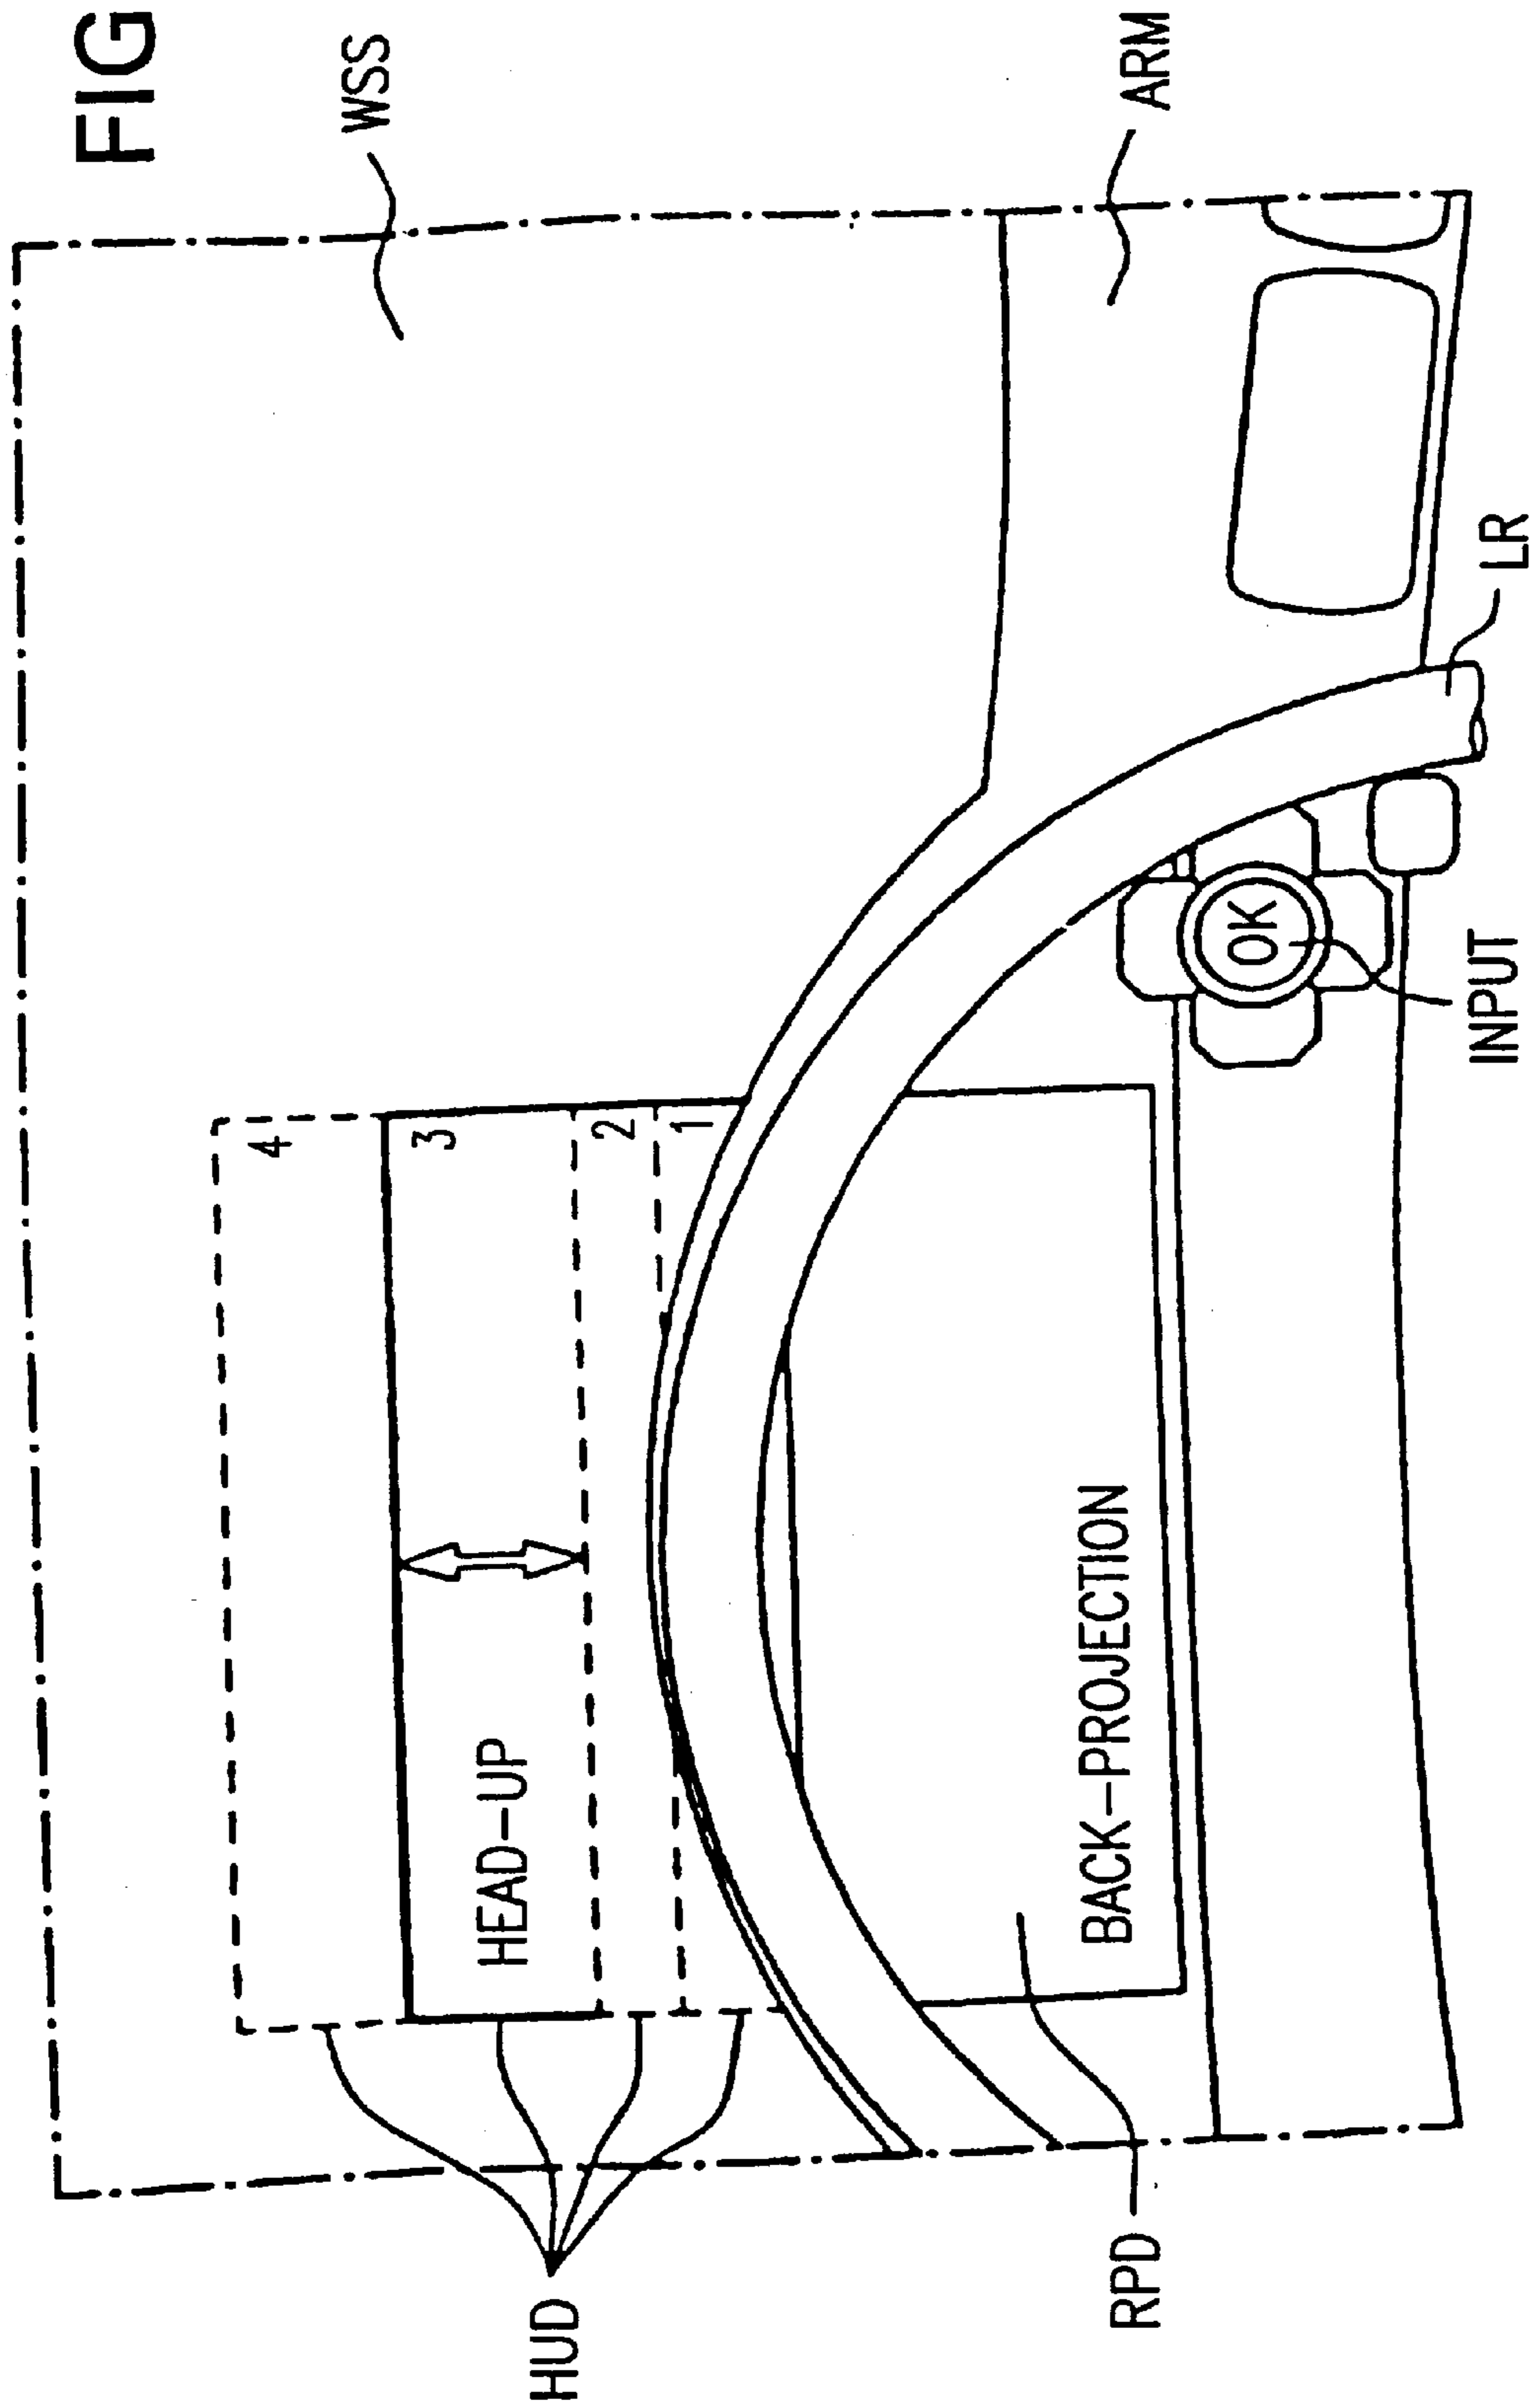 FIG
WSS
ARM
LR
INPUT
OK
4
3
2
1
HEAD-UP
BACK-PROJECTION
HUD
RPD